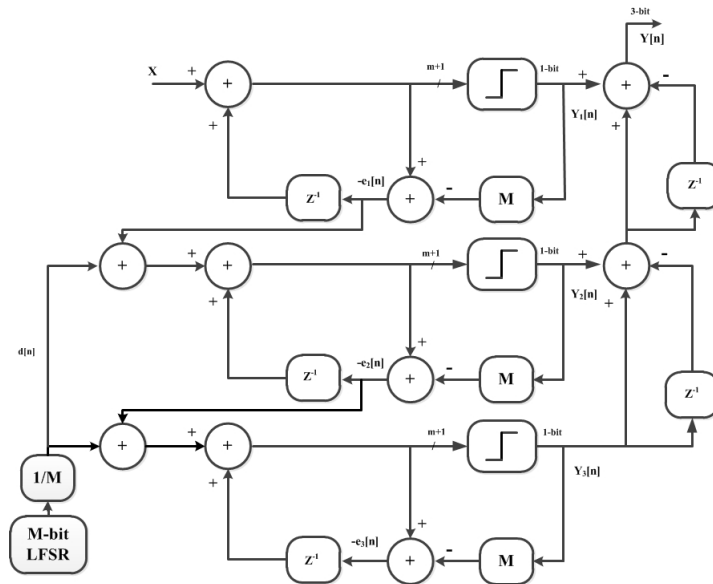 3-bit
Y[n]
X
+
+
m+1
1-bit
+
+
-
+
Y₁[n]
+
-e₁[n]
+
Z⁻¹
+
-
M
Z⁻¹
+
+
+
m+1
1-bit
+
+
-
+
Y₂[n]
+
d[n]
-e₂[n]
+
Z⁻¹
+
-
M
Z⁻¹
+
+
+
m+1
1-bit
+
Y₃[n]
1/M
+
-e₃[n]
M-bit
LFSR
Z⁻¹
+
-
M